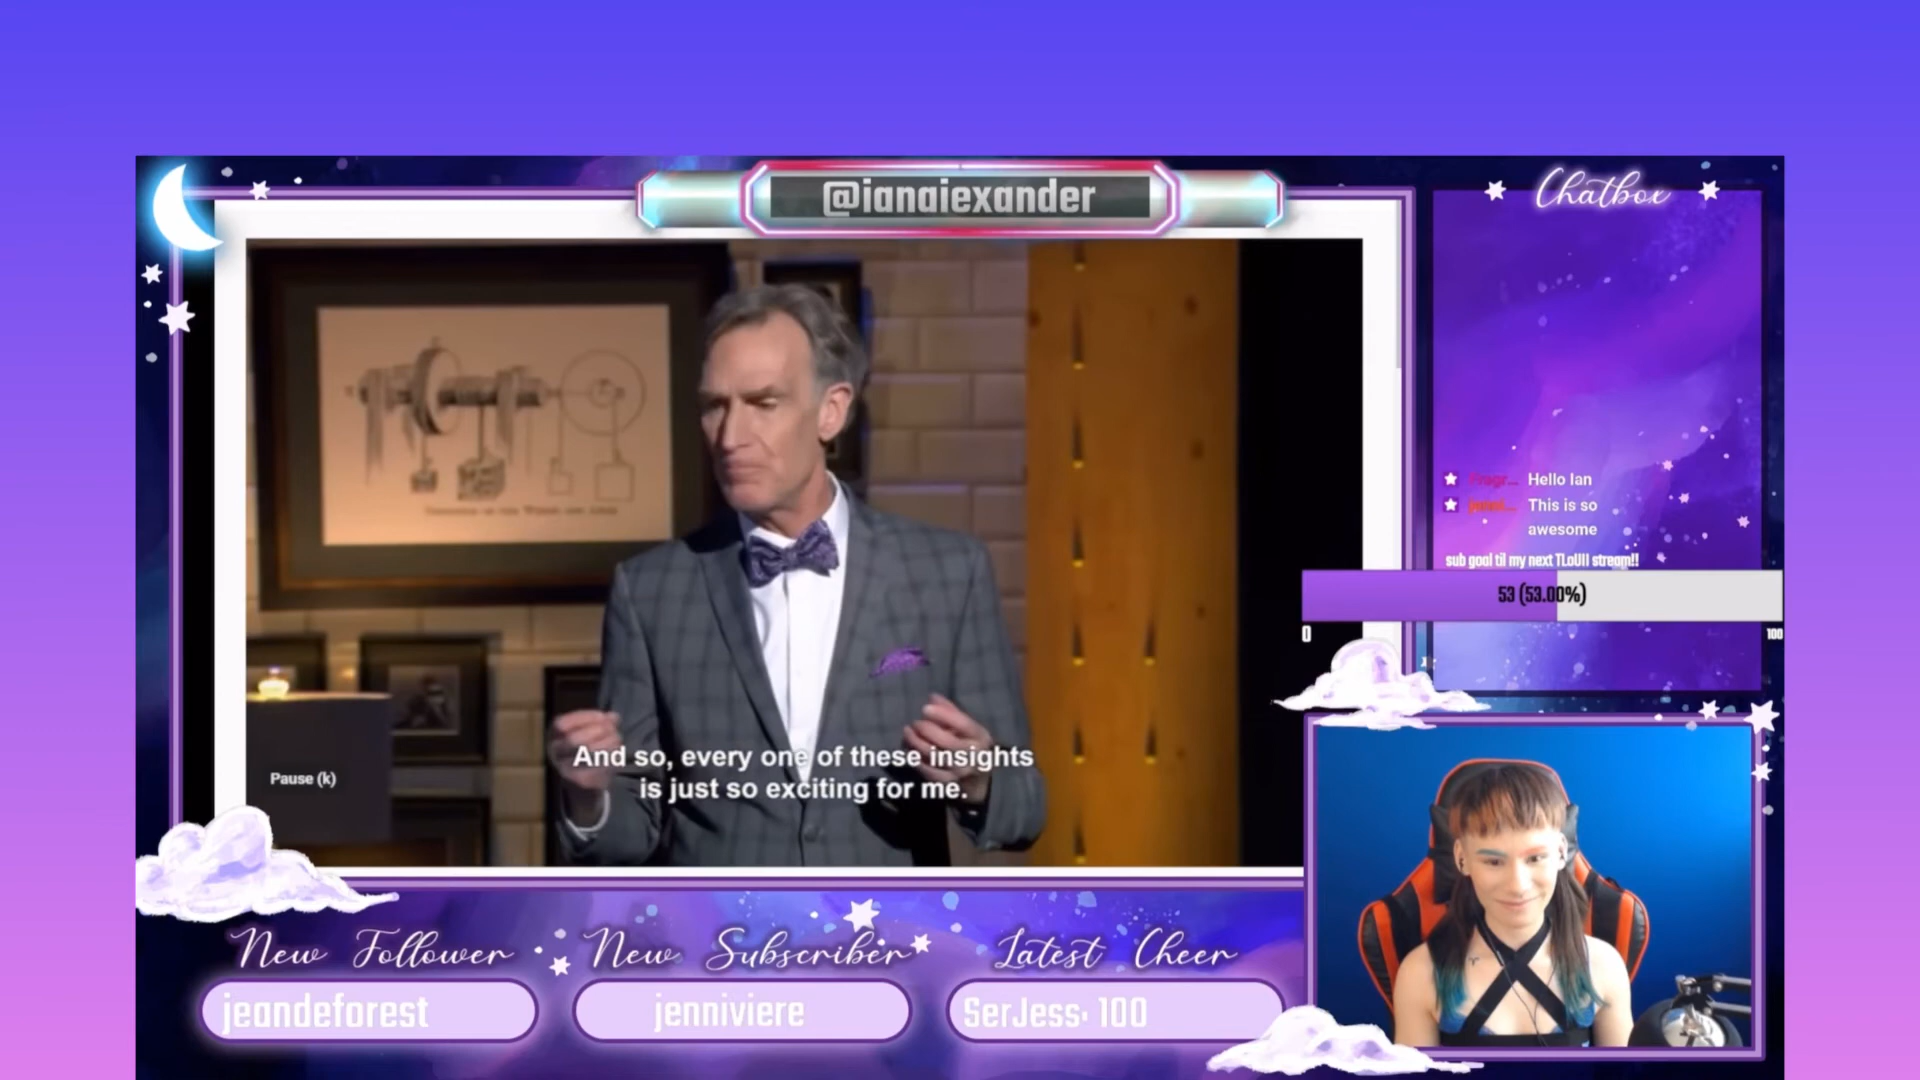 @ianaiexander
Chatbox
Hello Ian
This is so
awesome
sub goal til my next TLoUII stream!!
53 (53.00%)
0
100
And so, every one of these insights
is just so exciting for me.
Pause (k)
New Follower
New Subscriber
Latest Cheer
jeandeforest
jenniviere
SerJess: 100